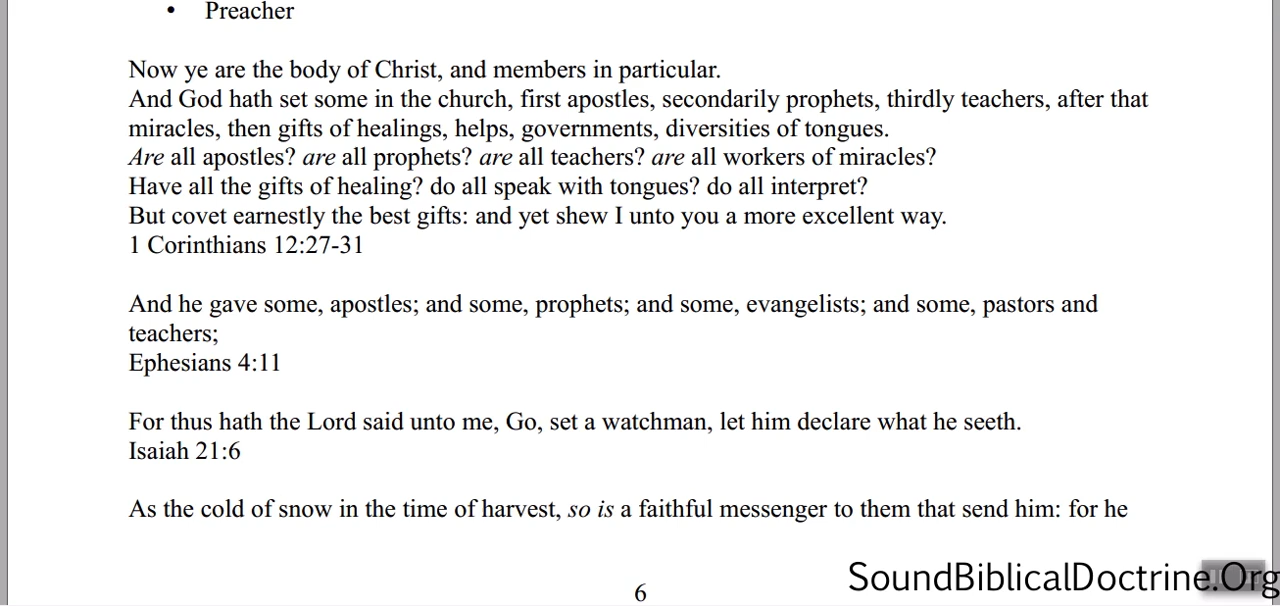 • Preacher
Now ye are the body of Christ, and members in particular.
And God hath set some in the church, first apostles, secondarily prophets, thirdly teachers, after that
miracles, then gifts of healings, helps, governments, diversities of tongues.
Are all apostles? are all prophets? are all teachers? are all workers of miracles?
Have all the gifts of healing? do all speak with tongues? do all interpret?
But covet earnestly the best gifts: and yet shew I unto you a more excellent way.
1 Corinthians 12:27-31
And he gave some, apostles; and some, prophets; and some, evangelists; and some, pastors and
teachers;
Ephesians 4:11
For thus hath the Lord said unto me, Go, set a watchman, let him declare what he seeth.
Isaiah 21:6
As the cold of snow in the time of harvest, so is a faithful messenger to them that send him: for he
SoundBiblicalDoctrine.Org
6